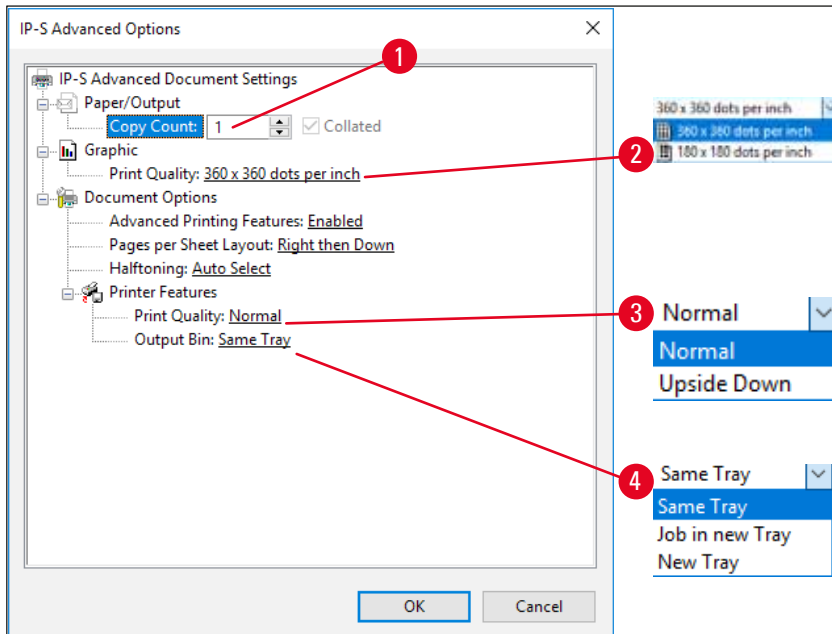 IP-S Advanced Options
1
IP-S Advanced Document Settings
Paper/Output
Copy Count: 1 Collated
Graphic
Print Quality: 360 x 360 dots per inch
Document Options
Advanced Printing Features: Enabled
Pages per Sheet Layout: Right then Down
Halftoning: Auto Select
Printer Features
Print Quality: Normal
Output Bin: Same Tray
OK Cancel
2
360 x 360 dots per inch
360 x 360 dots per inch
180 x 180 dots per inch
3
Normal
Normal
Upside Down
4
Same Tray
Same Tray
Job in new Tray
New Tray